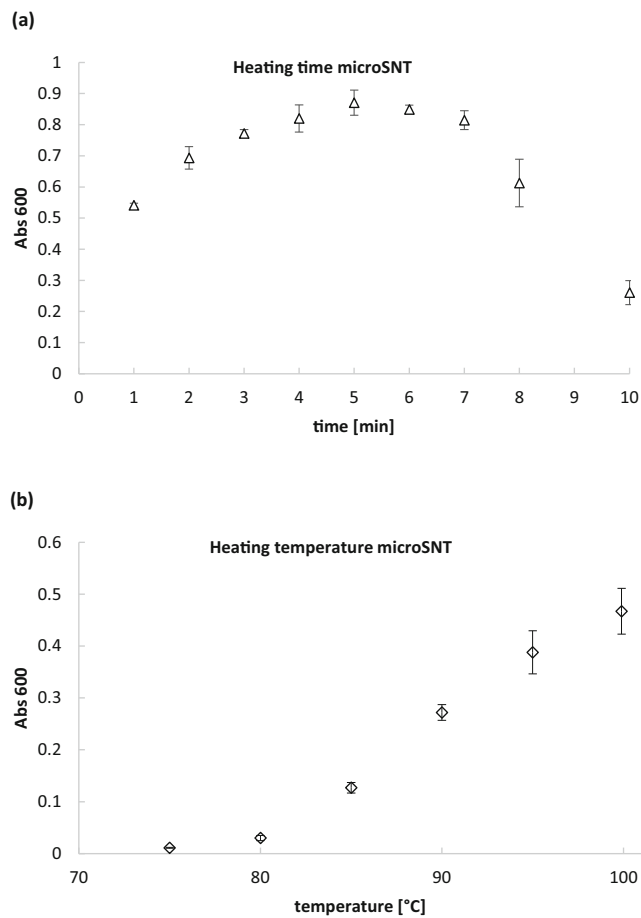 (a)
Heating time microSNT
1
0.9
0.8
0.7
0.6
0.5
0.4
0.3
0.2
0.1
0
Abs 600
0 1 2 3 4 5 6 7 8 9 10
time [min]
(b)
Heating temperature microSNT
0.6
0.5
0.4
0.3
0.2
0.1
0
Abs 600
70 80 90 100
temperature [°C]